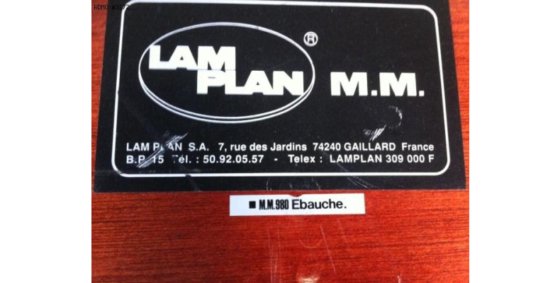 LAM
PLAN ® M.M.
LAM PLAN S.A. 7, rue des Jardins 74240 GAILLARD France
B.P. 15 Tél. : 50.92.05.57 - Telex : LAMPLAN 309 000 F
■ M.M.980 Ebauche.